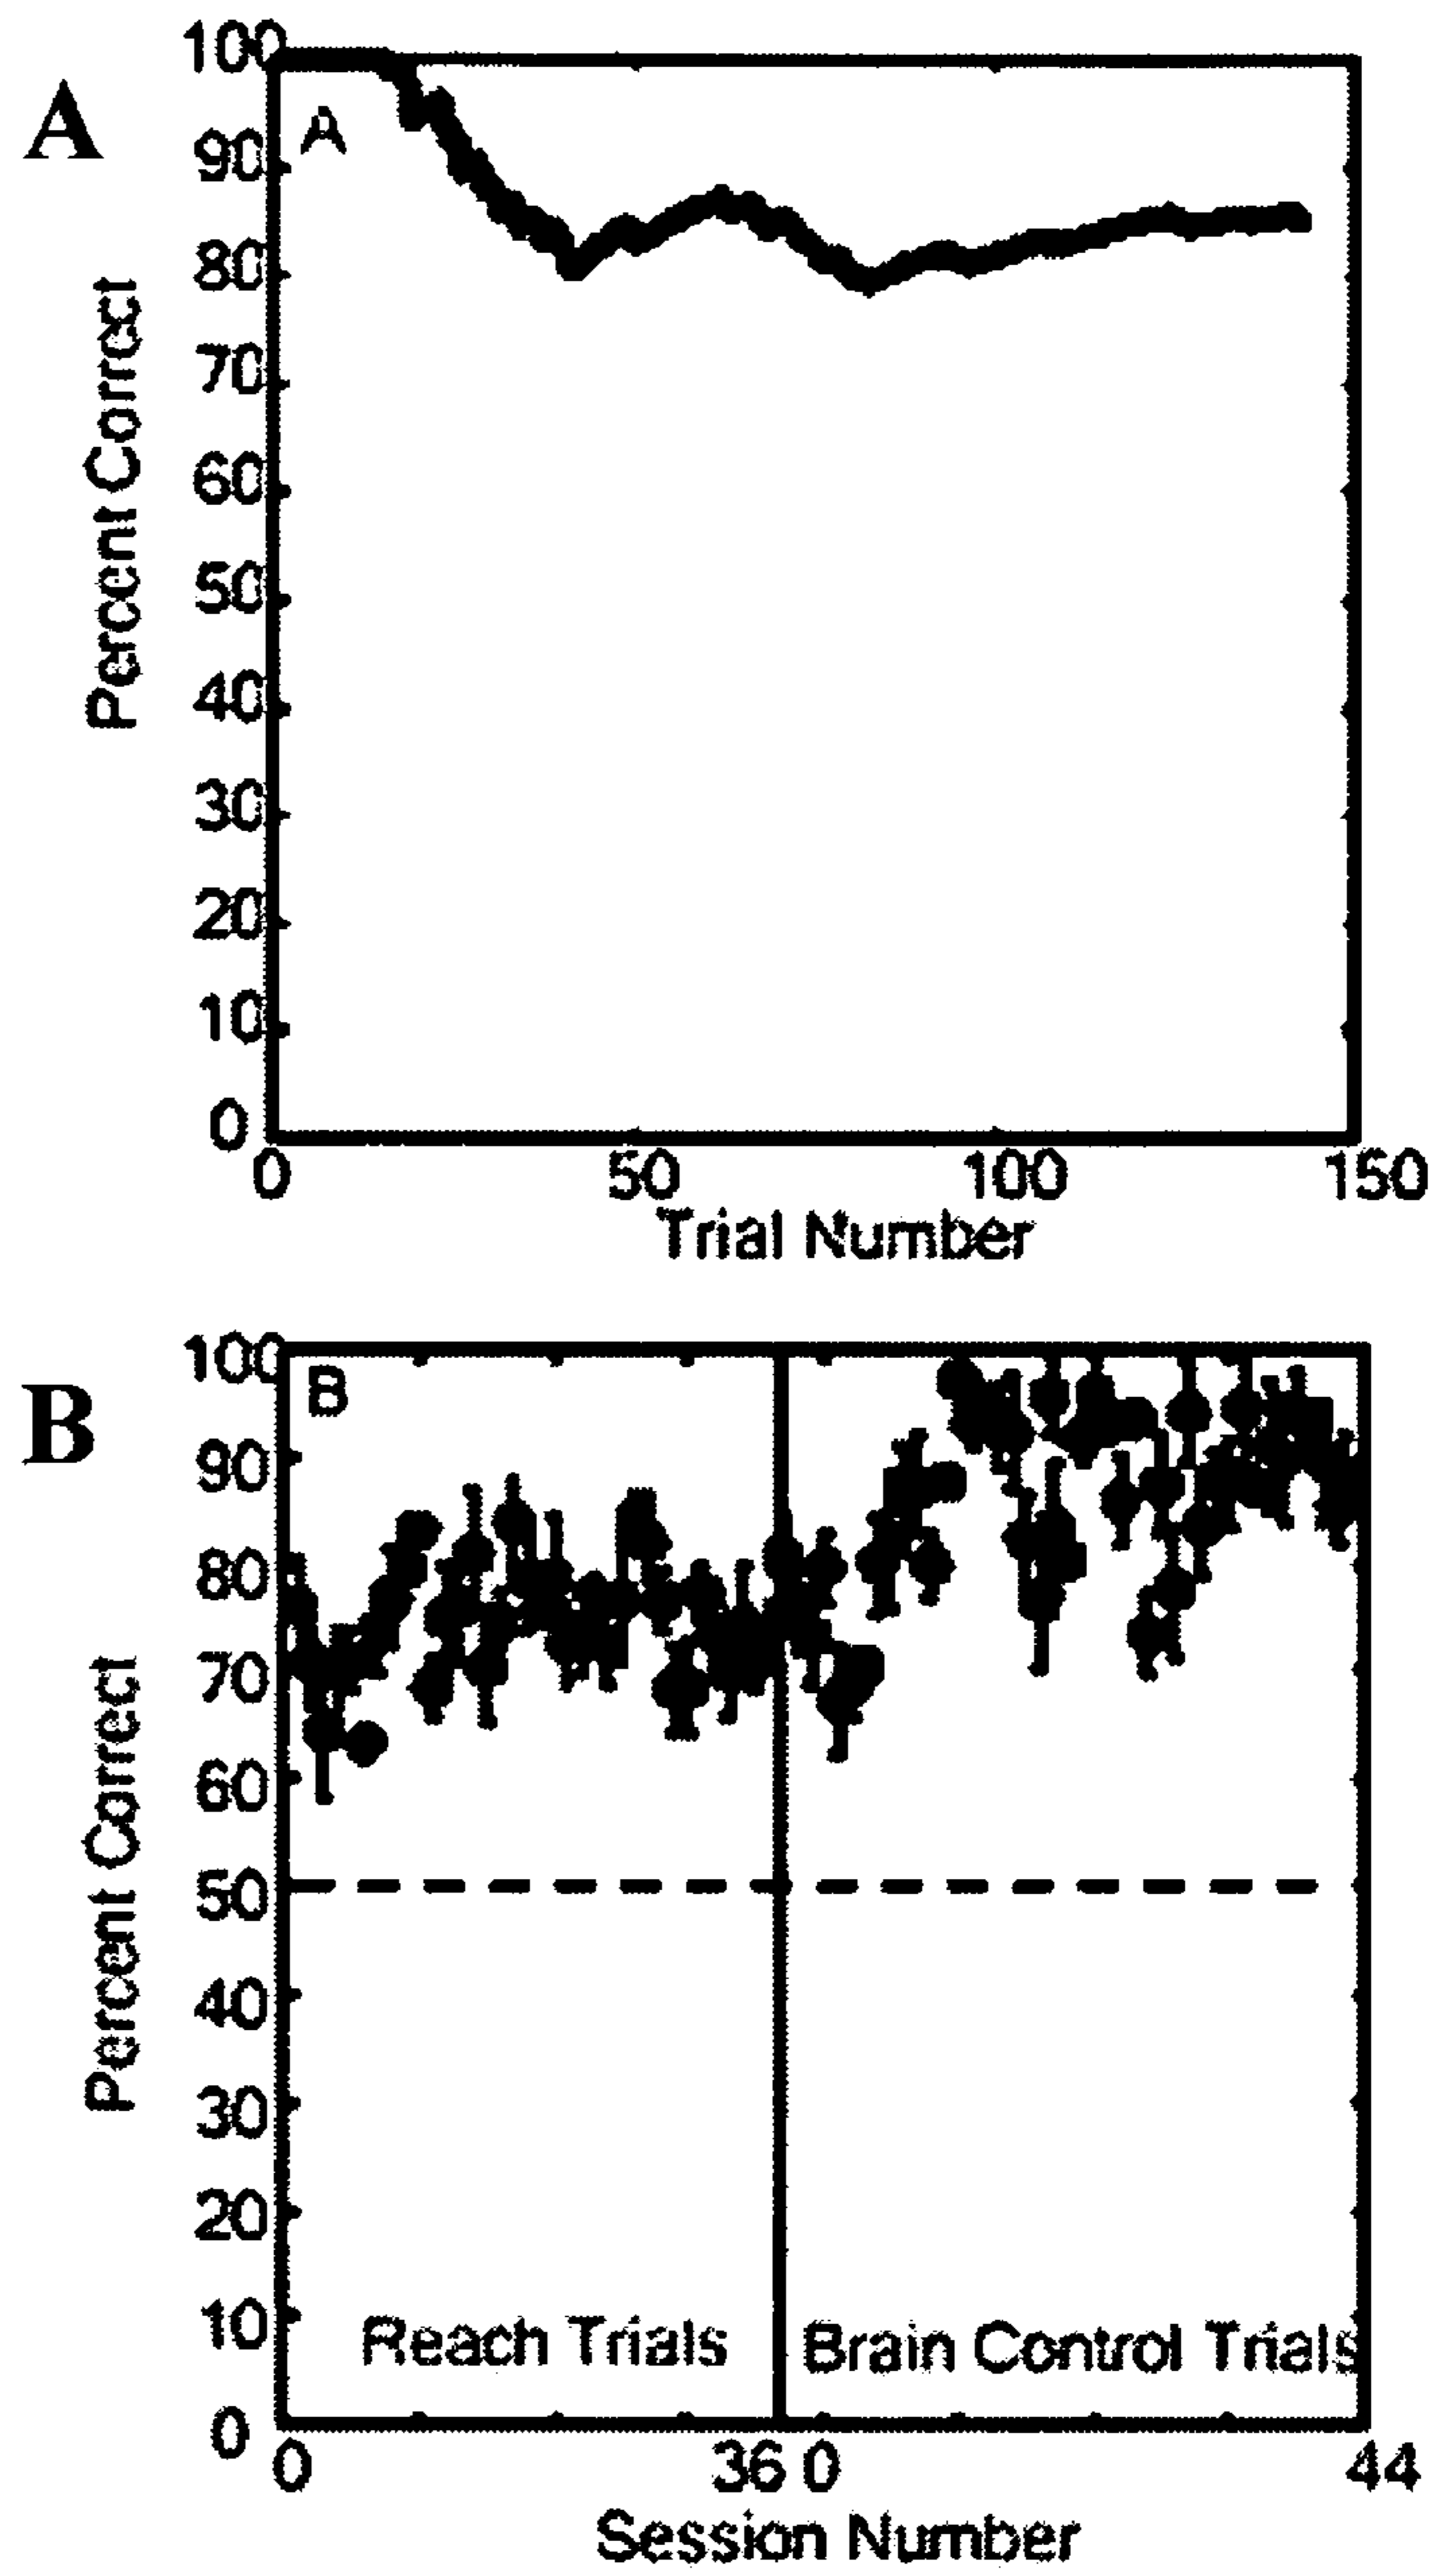 A
A
100
90
80
70
60
50
40
30
20
10
0
Percent Correct
0 50 100 150
Trial Number
B
B
100
90
80
70
60
50
40
30
20
10
0
Percent Correct
Reach Trials Brain Control Trials
0 36 0 44
Session Number